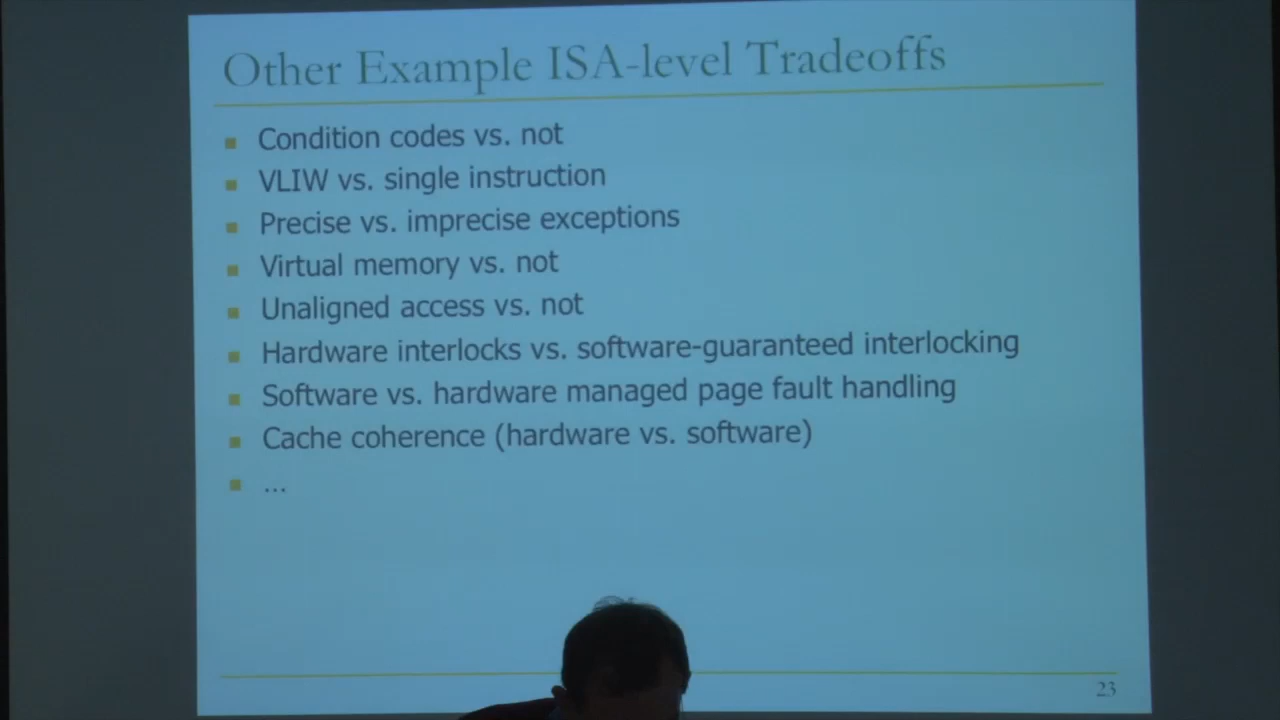 Other Example ISA-level Tradeoffs
Condition codes vs. not
VLIW vs. single instruction
Precise vs. imprecise exceptions
Virtual memory vs. not
Unaligned access vs. not
Hardware interlocks vs. software-guaranteed interlocking
Software vs. hardware managed page fault handling
Cache coherence (hardware vs. software)
...
23